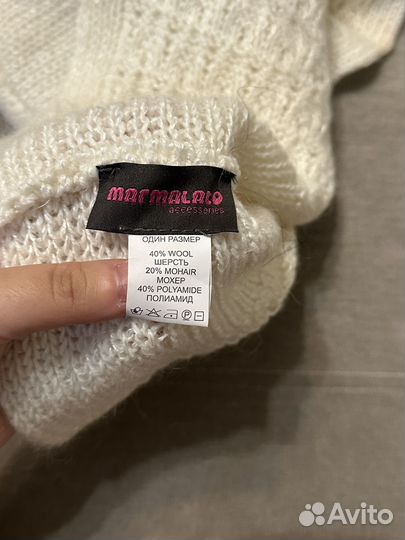 marmalato
accessories
ОДИН РАЗМЕР
40% WOOL
ШЕРСТЬ
20% MOHAIR
МОХЕР
40% POLYAMIDE
ПОЛИАМИД
Avito